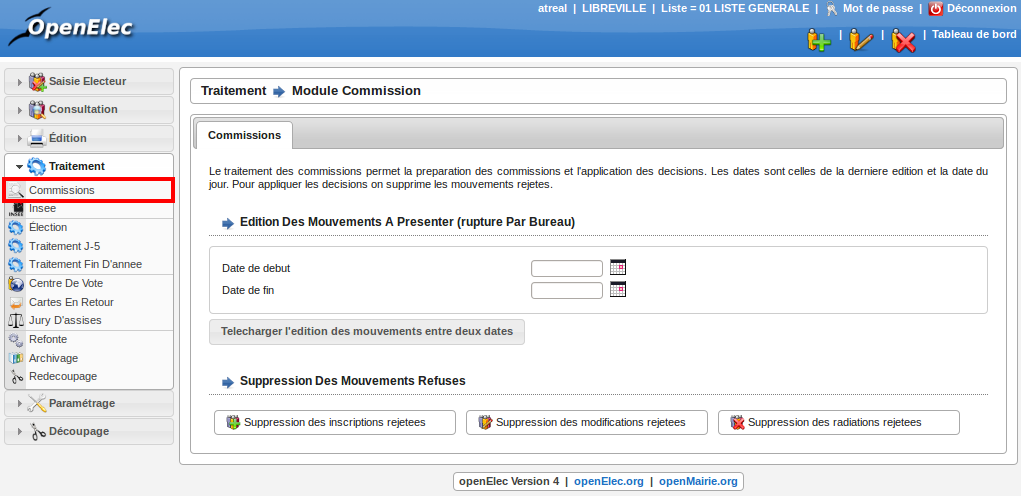 atreal | LIBREVILLE | Liste = 01 LISTE GENERALE | Mot de passe | Déconnexion
OpenElec
| | | Tableau de bord
Saisie Electeur
Consultation
Édition
Traitement
Commissions
Insee
Élection
Traitement J-5
Traitement Fin D'annee
Centre De Vote
Cartes En Retour
Jury D'assises
Refonte
Archivage
Redecoupage
Paramétrage
Découpage
Traitement Module Commission
Commissions
Le traitement des commissions permet la preparation des commissions et l'application des decisions. Les dates sont celles de la derniere edition et la date du
jour. Pour appliquer les decisions on supprime les mouvements rejetes.
Edition Des Mouvements A Presenter (rupture Par Bureau)
Date de debut
Date de fin
Telecharger l'edition des mouvements entre deux dates
Suppression Des Mouvements Refuses
Suppression des inscriptions rejetees Suppression des modifications rejetees Suppression des radiations rejetees
openElec Version 4 | openElec.org | openMairie.org